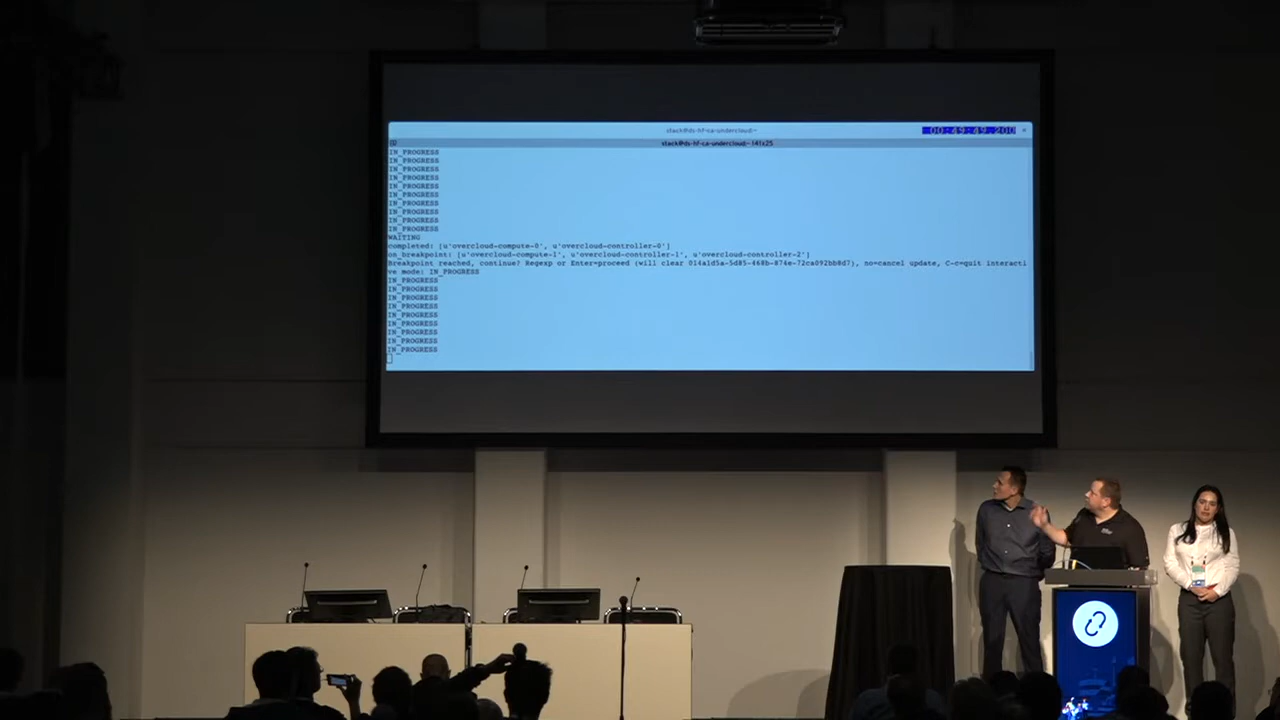 stack@ds-hf-ca-undercloud:~
00:49:49.200
stack@ds-hf-ca-undercloud:~ 141x25
IN_PROGRESS
IN_PROGRESS
IN_PROGRESS
IN_PROGRESS
IN_PROGRESS
IN_PROGRESS
IN_PROGRESS
IN_PROGRESS
IN_PROGRESS
IN_PROGRESS
WAITING
completed: [u'overcloud-compute-0', u'overcloud-controller-0']
on_breakpoint: [u'overcloud-compute-1', u'overcloud-controller-1', u'overcloud-controller-2']
Breakpoint reached, continue? Regexp or Enter=proceed (will clear 014a1d5a-5d85-468b-874e-72ca092bb8d7), no=cancel update, C-c=quit interacti
ve mode: IN_PROGRESS
IN_PROGRESS
IN_PROGRESS
IN_PROGRESS
IN_PROGRESS
IN_PROGRESS
IN_PROGRESS
IN_PROGRESS
IN_PROGRESS
IN_PROGRESS